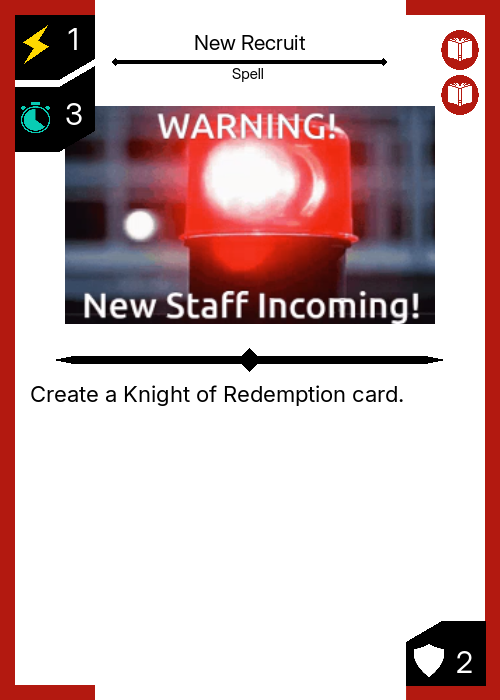 1
New Recruit
Spell
3
WARNING!
New Staff Incoming!
Create a Knight of Redemption card.
2